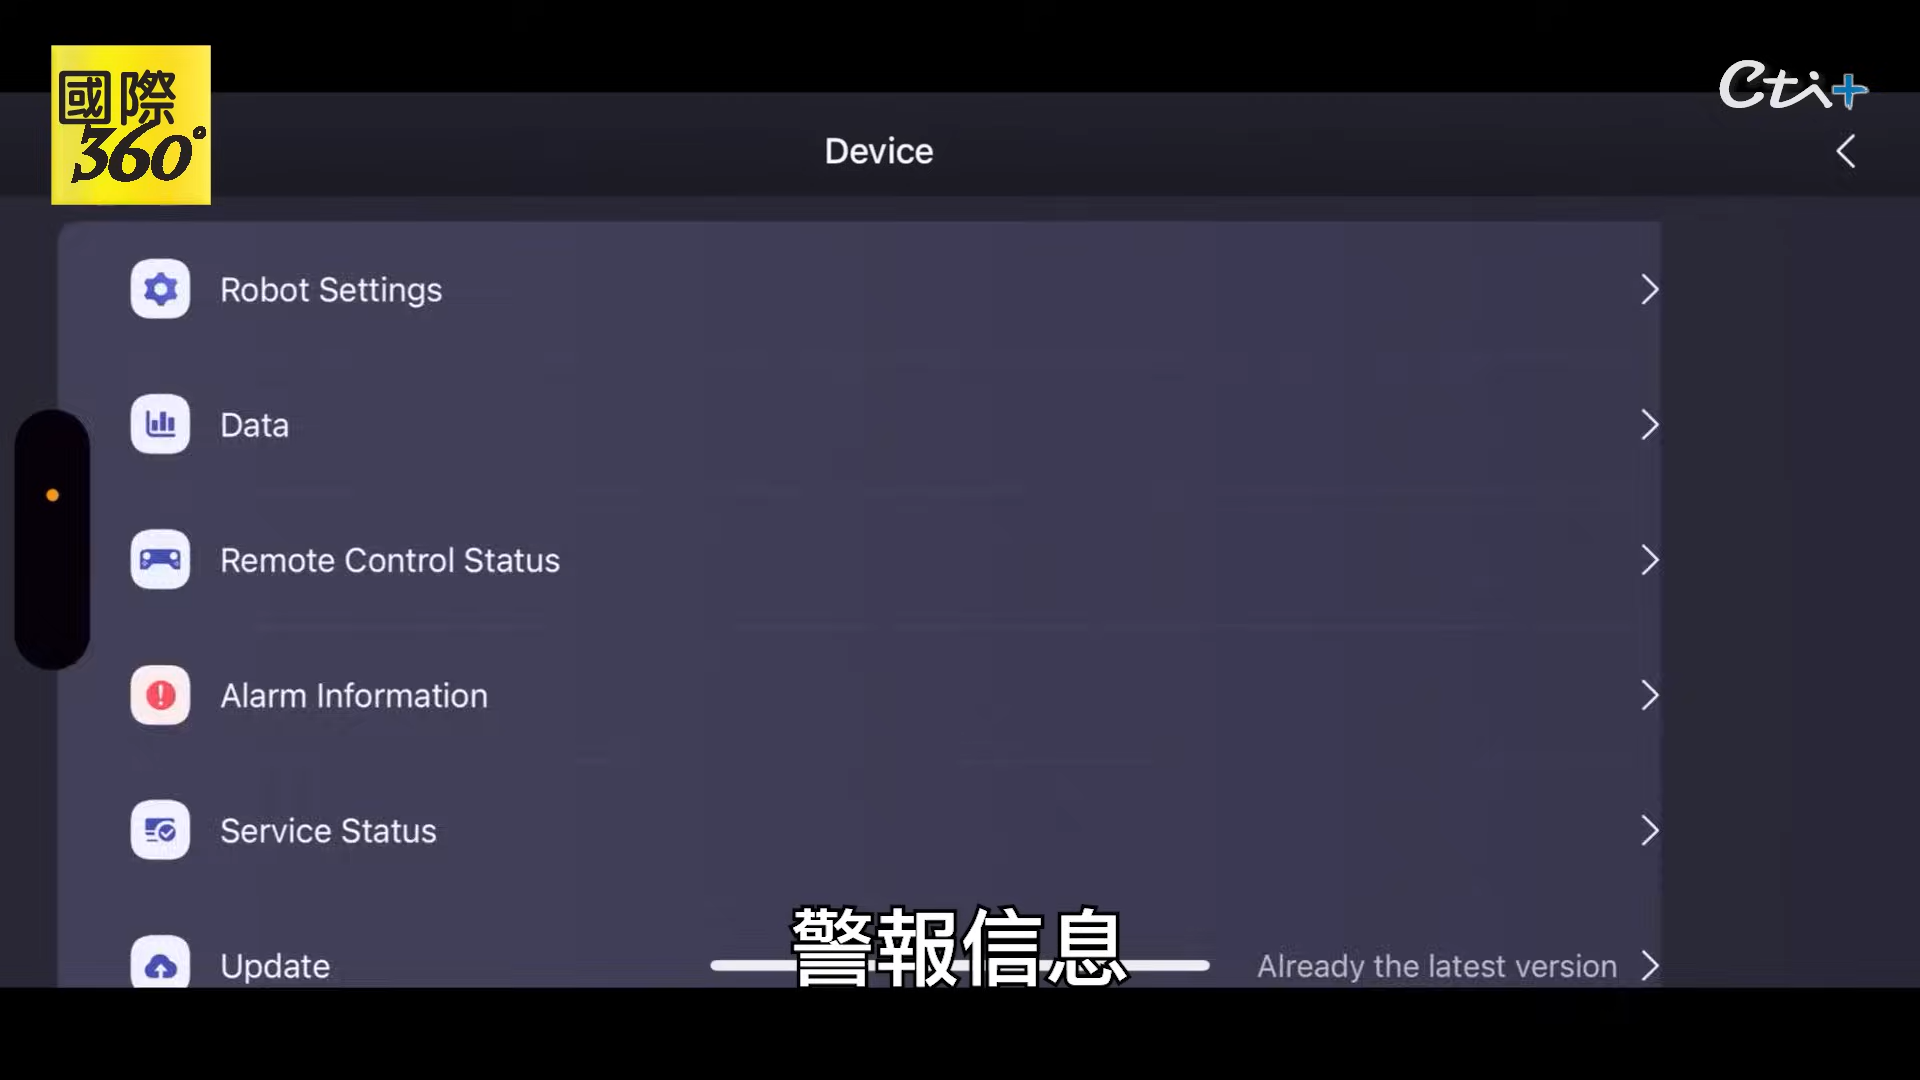 國際
360°
Cti+
Device
Robot Settings
Data
Remote Control Status
Alarm Information
Service Status
Update
Already the latest version
警報信息